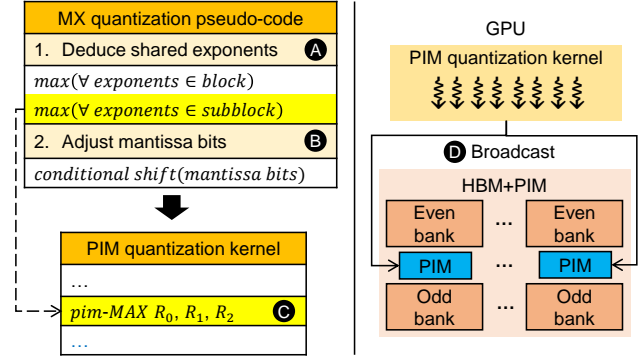 MX quantization pseudo-code
1. Deduce shared exponents A
max(∀ exponents ∈ block)
max(∀ exponents ∈ subblock)
2. Adjust mantissa bits B
conditional shift(mantissa bits)
PIM quantization kernel
...
pim-MAX R₀, R₁, R₂ C
...
GPU
PIM quantization kernel
D Broadcast
HBM+PIM
Even bank ... Even bank
PIM ... PIM
Odd bank ... Odd bank